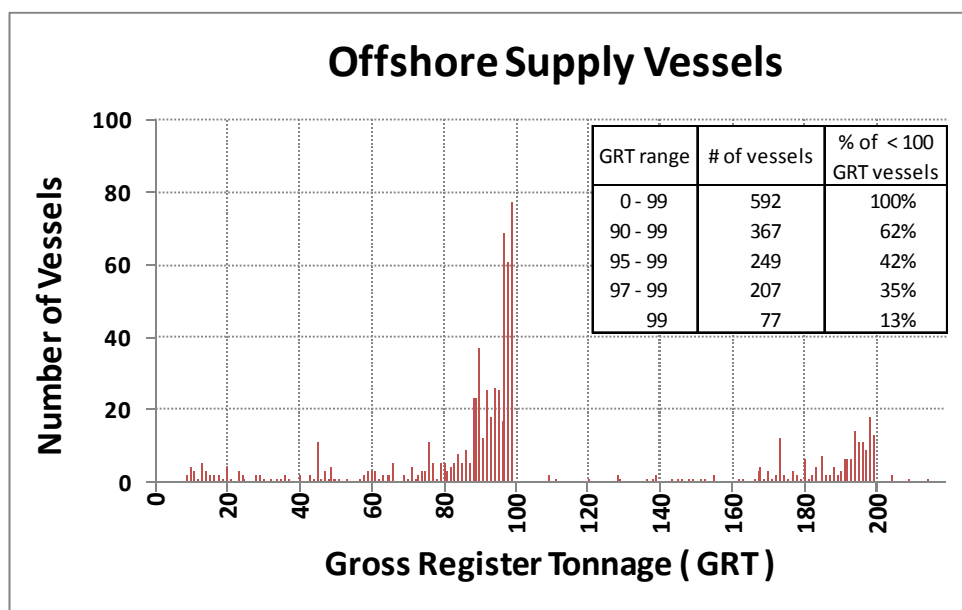 Offshore Supply Vessels
Number of Vessels
100
80
60
40
20
0
GRT range # of vessels % of < 100 GRT vessels
0 - 99 592 100%
90 - 99 367 62%
95 - 99 249 42%
97 - 99 207 35%
99 77 13%
0 20 40 60 80 100 120 140 160 180 200
Gross Register Tonnage ( GRT )